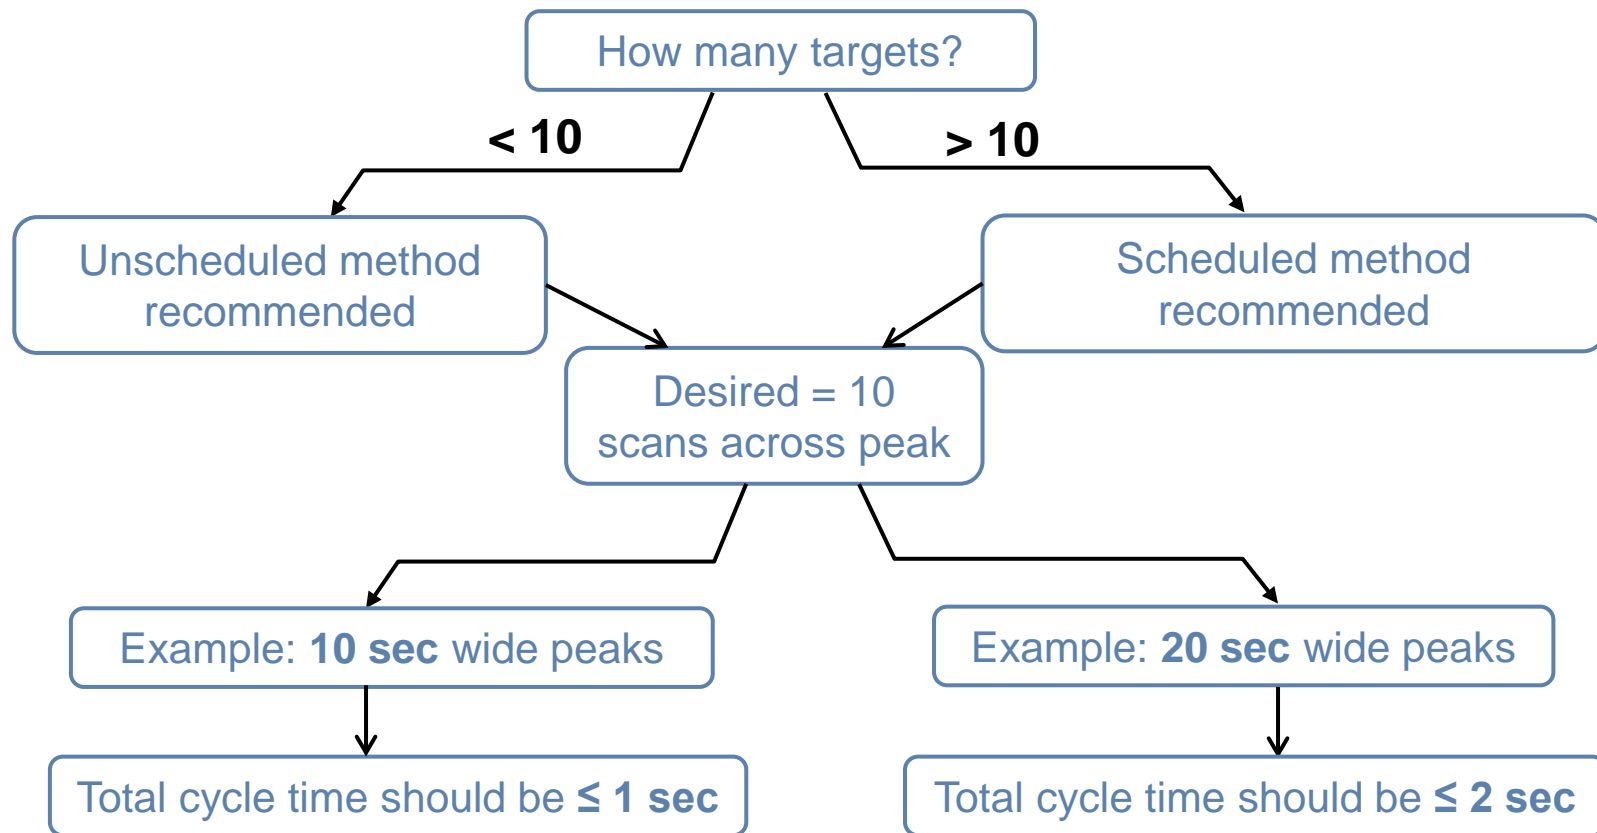 How many targets?
< 10
> 10
Unscheduled method
recommended
Scheduled method
recommended
Desired = 10
scans across peak
Example: 10 sec wide peaks
Example: 20 sec wide peaks
Total cycle time should be ≤ 1 sec
Total cycle time should be ≤ 2 sec